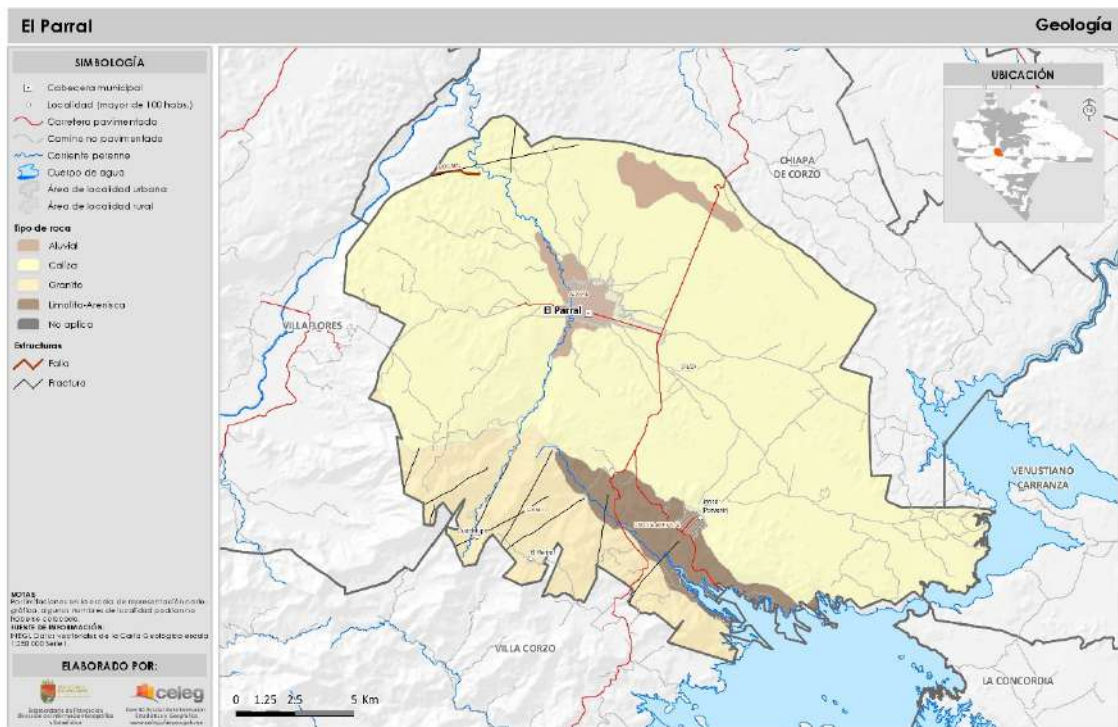 El Parral
Geología
SIMBOLOGÍA
Cabecera municipal
Localidad (mayor de 100 habs.)
Carretera pavimentada
Camino no pavimentado
Corriente perenne
Cuerpo de agua
Área de localidad urbana
Área de localidad rural
Tipo de roca
Aluvial
Caliza
Granito
Limolita-Arenisca
No aplica
Estructuras
Falla
Fractura
UBICACIÓN
CHIAPA
DE CORZO
VILLAFLORES
El Parral
VENUSTIANO
CARRANZA
VILLA CORZO
LA CONCORDIA
NOTAS
FUENTE DE INFORMACIÓN:
ELABORADO POR:
celeg
0 1.25 2.5 5 Km